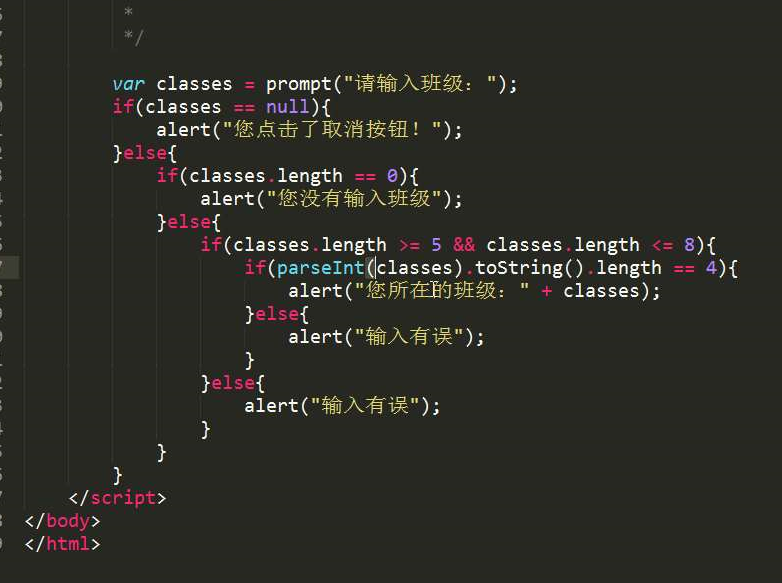 *
*/
var classes = prompt("请输入班级：");
if(classes == null){
alert("您点击了取消按钮！");
}else{
if(classes.length == 0){
alert("您没有输入班级");
}else{
if(classes.length >= 5 && classes.length <= 8){
if(parseInt(classes).toString().length == 4){
alert("您所在的班级：" + classes);
}else{
alert("输入有误");
}
}else{
alert("输入有误");
}
}
}
</script>
</body>
</html>